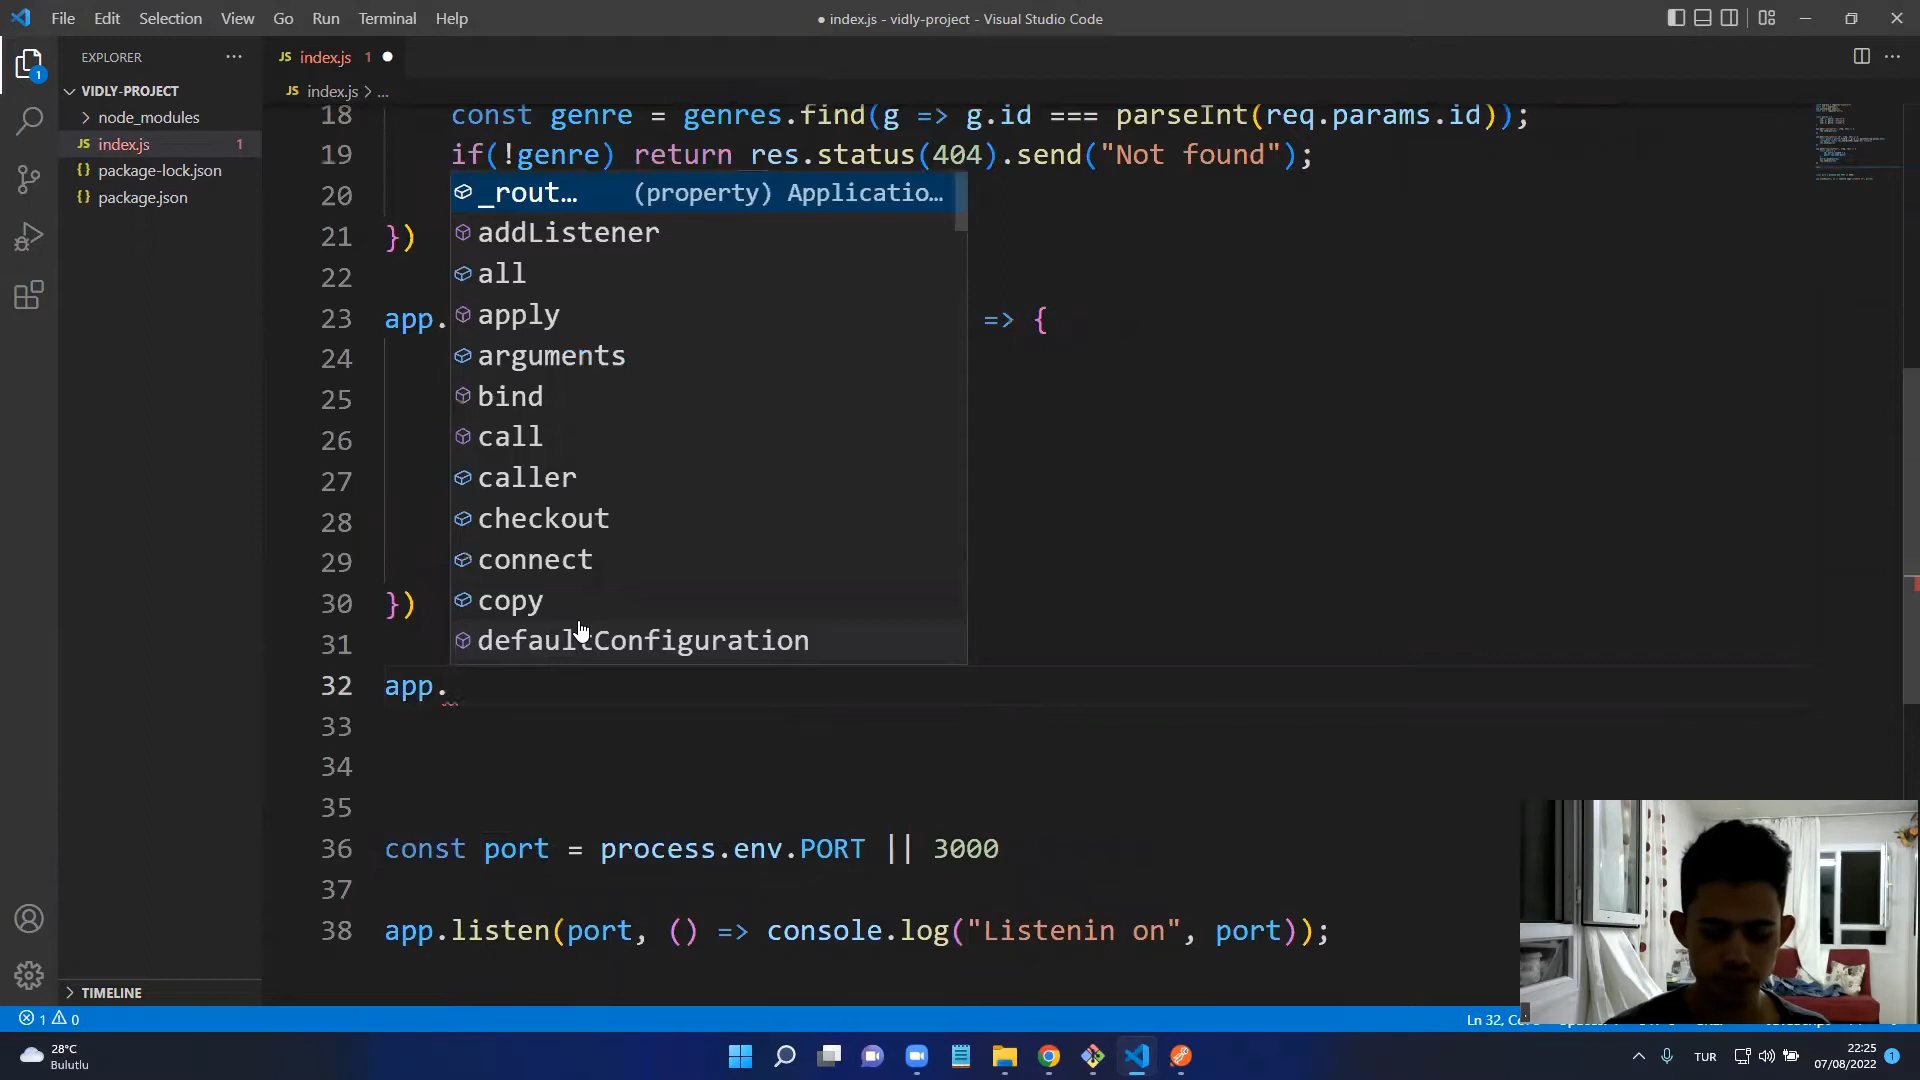 File Edit Selection View Go Run Terminal Help
● index.js - vidly-project - Visual Studio Code
EXPLORER
VIDLY-PROJECT
node_modules
JS index.js 1
{} package-lock.json
{} package.json
TIMELINE
JS index.js 1 ●
JS index.js > ...
18 const genre = genres.find(g => g.id === parseInt(req.params.id));
19 if(!genre) return res.status(404).send("Not found");
20
21 })
22
23 app. => {
24
25
26
27
28
29
30 })
31
32 app.
33
34
35
36 const port = process.env.PORT || 3000
37
38 app.listen(port, () => console.log("Listenin on", port));
_rout… (property) Applicatio…
addListener
all
apply
arguments
bind
call
caller
checkout
connect
copy
defaultConfiguration
1 0
Ln 32,
28°C
Bulutlu
TUR
22:25
07/08/2022
1